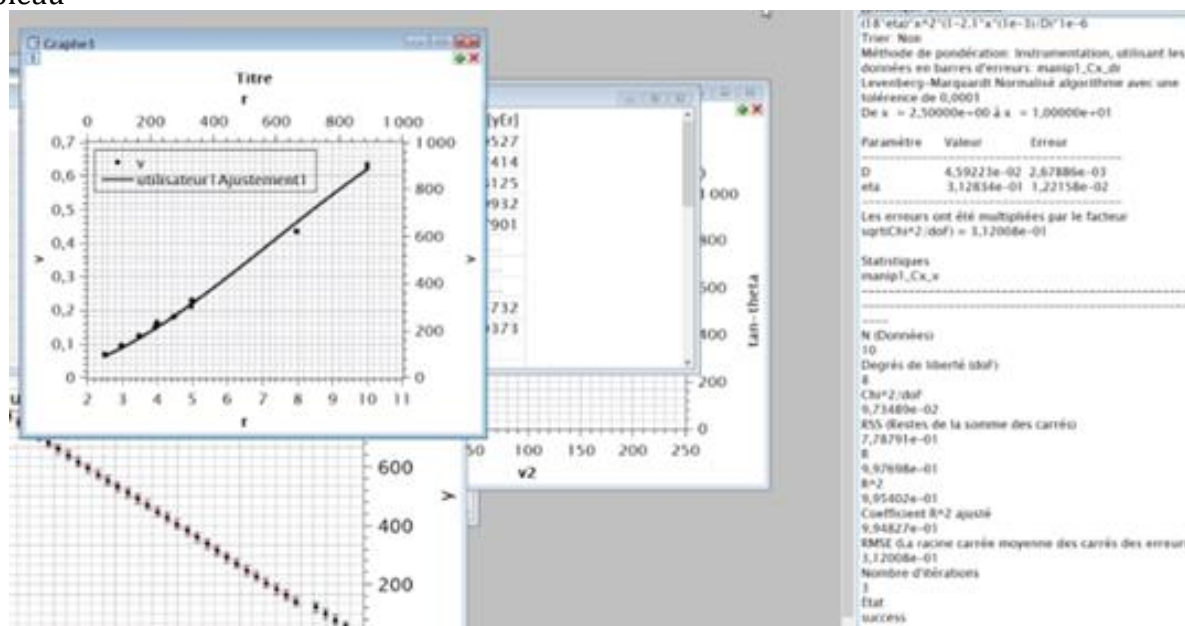 Graphe1
Titre
r
0 200 400 600 800 1 000
0,7
0,6
0,5
0,4
0,3
0,2
0,1
0
v
utilisateur1Ajustement1
1 000
800
600
400
200
0
v
v
2 3 4 5 6 7 8 9 10 11
r
[yEr]
527
414
125
932
7901
732
9373
1 000
800
600
400
200
0
tan-theta
50 100 150 200 250
v2
600
400
200
y
(18*eta)*x^2*(1-2.1*x*(1e-3)/D)*1e-6
Trier: Non
Méthode de pondération: Instrumentation, utilisant les
données en barres d'erreurs: manip1_Cx_dr
Levenberg-Marquardt Normalisé algorithme avec une
tolérence de 0,0001
De x = 2,50000e+00 à x = 1,00000e+01
Paramètre Valeur Erreur
D 4,59223e-02 2,67886e-03
eta 3,12834e-01 1,22158e-02
Les erreurs ont été multipliées par le facteur
sqrt(Chi^2/dof) = 3,12008e-01
Statistiques
manip1_Cx_x
N (Données)
10
Degrés de liberté (dof)
8
Chi^2/dof
9,73489e-02
RSS (Restes de la somme des carrés)
7,78791e-01
R
9,97698e-01
R^2
9,95402e-01
Coefficient R^2 ajusté
9,94827e-01
RMSE (La racine carrée moyenne des carrés des erreurs
3,12008e-01
Nombre d'itérations
3
État
success